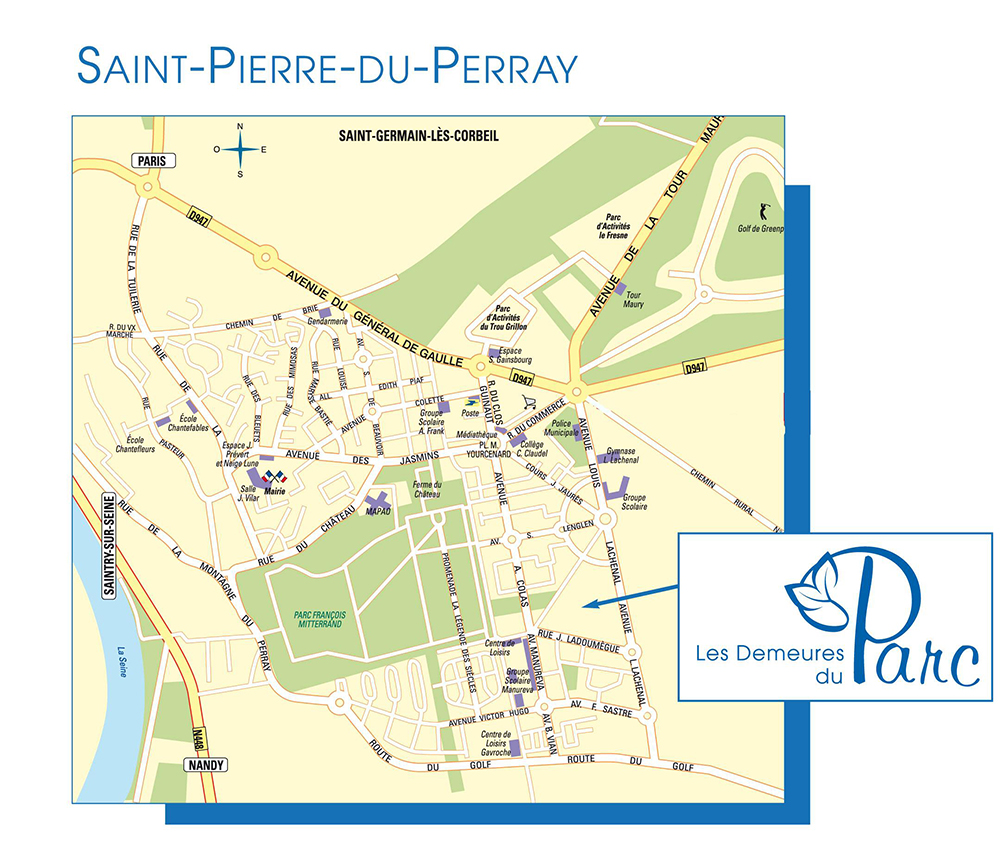 SAINT-PIERRE-DU-PERRAY
SAINT-GERMAIN-LÈS-CORBEIL
N
O
E
S
PARIS
D947
RUE DE LA TUILERIE
AVENUE DU GÉNÉRAL DE GAULLE
AVENUE DE LA TOUR MAUR
Parc
d'Activités
le Fresne
Golf de Greenp
Tour
Maury
Parc
d'Activités
du Trou Grillon
CHEMIN DE BRIE
Gendarmerie
R. DU VX
MARCHÉ
Espace
S. Gainsbourg
D947
D947
RUE DE LA
RUE DES MIMOSAS
RUE DES BLEUETS
RUE MARYSE BASTIÉ
RUE LOUISE
ALL.
EDITH PIAF
COLETTE
AV. S. DE BEAUVOIR
AVENUE
Groupe
Scolaire
A. Frank
Poste
R. DU CLOS
GUINAULT
Médiathèque
R. DU COMMERCE
PL. M.
YOURCENARD
Collège
C. Claudel
Police
Municipale
AVENUE LOUIS
Gymnase
L. Lachenal
Groupe
Scolaire
CHEMIN RURAL N
RUE PASTEUR
École
Chantefables
École
Chantefleurs
Espace J.
Prévert
et Neige Lune
AVENUE DES JASMINS
Salle
J. Vilar
Mairie
MAPAD
Ferme du
Château
COURS J. JAURÈS
AV. S. LENGLEN
AVENUE A. COLAS
LACHENAL AVENUE L. LACHENAL
SAINTRY-SUR-SEINE
RUE DE LA MONTAGNE DU PERRAY
RUE DU CHÂTEAU
PARC FRANÇOIS
MITTERRAND
PROMENADE LA LÉGENDE DES SIÈCLES
La Seine
Centre de
Loisirs
RUE J. LADOUMÈGUE
AV. MANUREVA
Groupe
Scolaire
Manureva
AVENUE VICTOR HUGO
AV. F. SASTRE
AV. B. VIAN
Centre de
Loisirs
Gavroche
ROUTE DU GOLF
ROUTE DU GOLF
N448
NANDY
Les Demeures
du
Parc